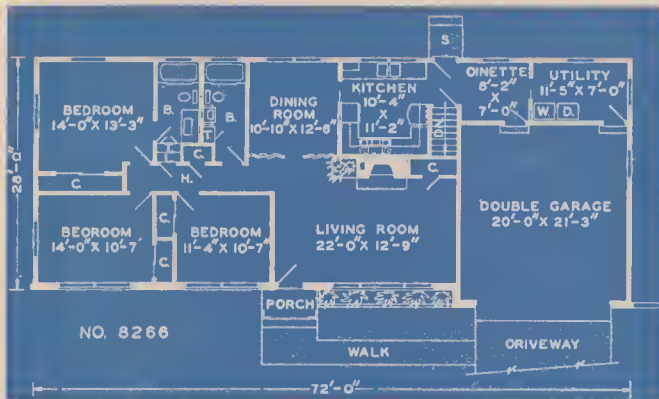 S.
BEDROOM
14'-0" X 13'-3"
B.
B.
DINING
ROOM
10'-10" X 12'-6"
KITCHEN
10'-4"
X
11'-2"
DINETTE
8'-2"
X
7'-0"
UTILITY
11'-5" X 7'-0"
W.
D.
DN.
C.
C.
C.
H.
28'-0"
BEDROOM
14'-0" X 10'-7'
C.
C.
BEDROOM
11'-4" X 10'-7"
LIVING ROOM
22'-0" X 12'-9"
DOUBLE GARAGE
20'-0" X 21'-3"
PORCH
NO. 8266
WALK
DRIVEWAY
72'-0"